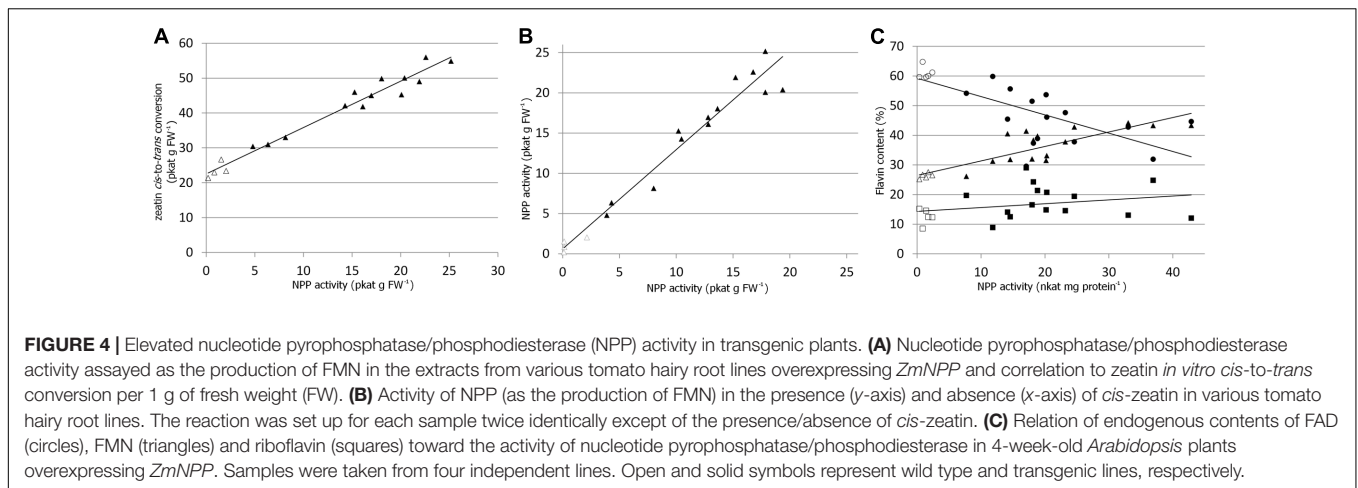 A
zeatin cis-to-trans conversion
(pkat g FW⁻¹)
60
50
40
30
20
10
0
0 5 10 15 20 25 30
NPP activity (pkat g FW⁻¹)
B
NPP activity (pkat g FW⁻¹)
25
20
15
10
5
0
0 5 10 15 20 25
NPP activity (pkat g FW⁻¹)
C
Flavin content (%)
70
60
50
40
30
20
10
0
0 10 20 30 40
NPP activity (nkat mg protein⁻¹)
FIGURE 4 | Elevated nucleotide pyrophosphatase/phosphodiesterase (NPP) activity in transgenic plants. (A) Nucleotide pyrophosphatase/phosphodiesterase
activity assayed as the production of FMN in the extracts from various tomato hairy root lines overexpressing ZmNPP and correlation to zeatin in vitro cis-to-trans
conversion per 1 g of fresh weight (FW). (B) Activity of NPP (as the production of FMN) in the presence (y-axis) and absence (x-axis) of cis-zeatin in various tomato
hairy root lines. The reaction was set up for each sample twice identically except of the presence/absence of cis-zeatin. (C) Relation of endogenous contents of FAD
(circles), FMN (triangles) and riboflavin (squares) toward the activity of nucleotide pyrophosphatase/phosphodiesterase in 4-week-old Arabidopsis plants
overexpressing ZmNPP. Samples were taken from four independent lines. Open and solid symbols represent wild type and transgenic lines, respectively.